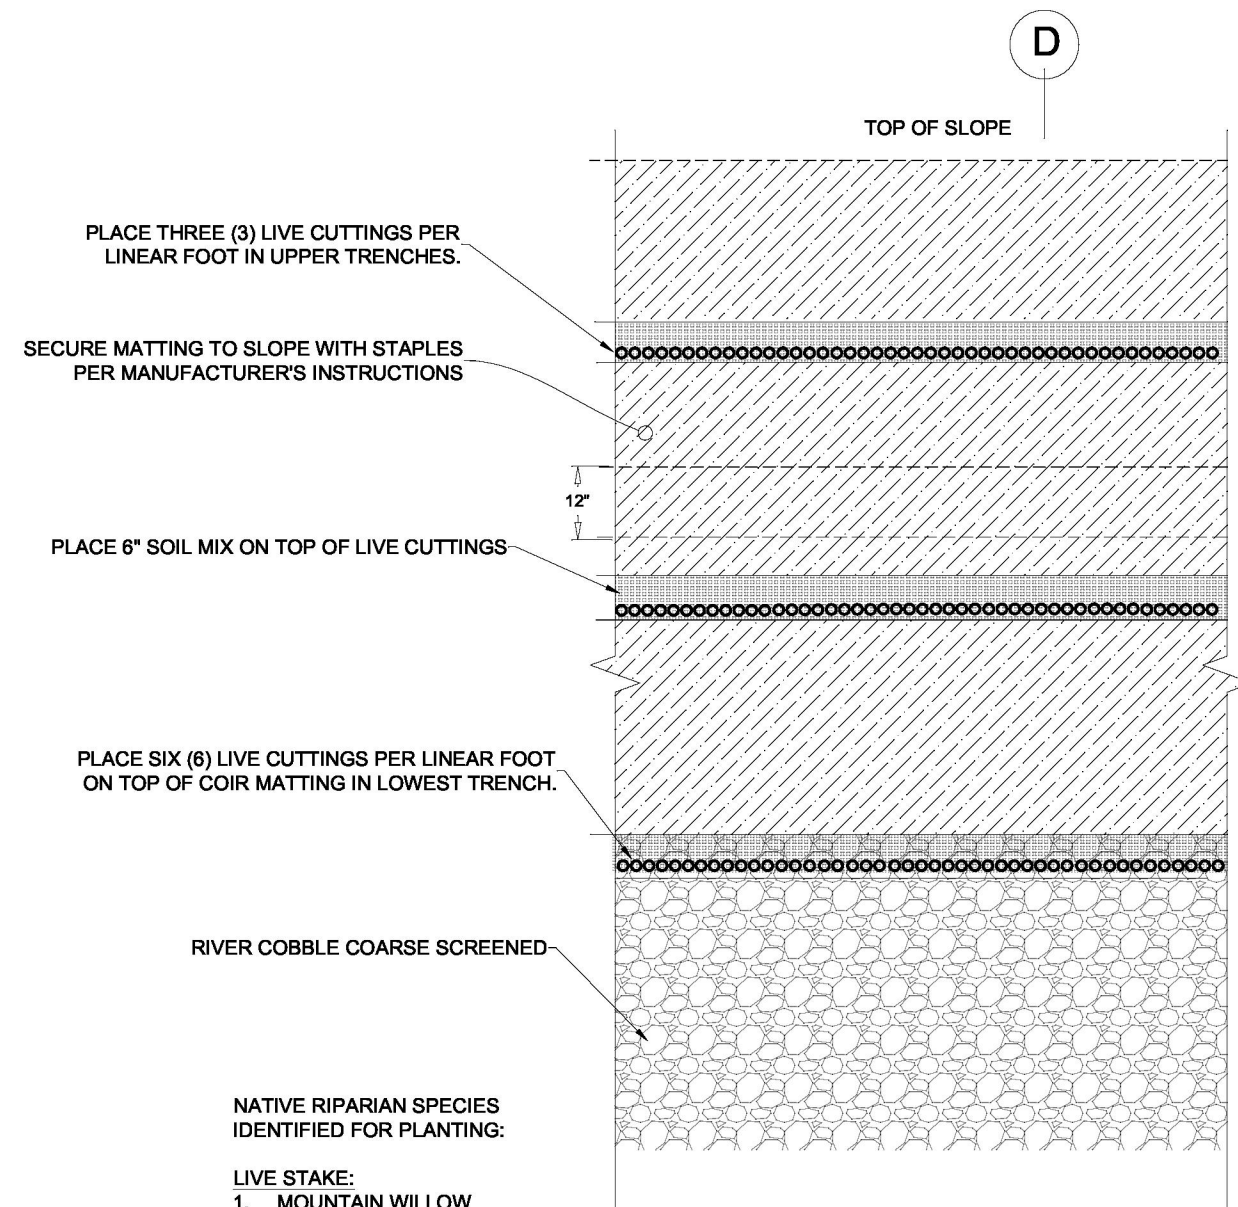 D
TOP OF SLOPE
PLACE THREE (3) LIVE CUTTINGS PER
LINEAR FOOT IN UPPER TRENCHES.
SECURE MATTING TO SLOPE WITH STAPLES
PER MANUFACTURER'S INSTRUCTIONS
12"
PLACE 6" SOIL MIX ON TOP OF LIVE CUTTINGS
PLACE SIX (6) LIVE CUTTINGS PER LINEAR FOOT
ON TOP OF COIR MATTING IN LOWEST TRENCH.
RIVER COBBLE COARSE SCREENED
NATIVE RIPARIAN SPECIES
IDENTIFIED FOR PLANTING:
LIVE STAKE:
1. MOUNTAIN WILLOW